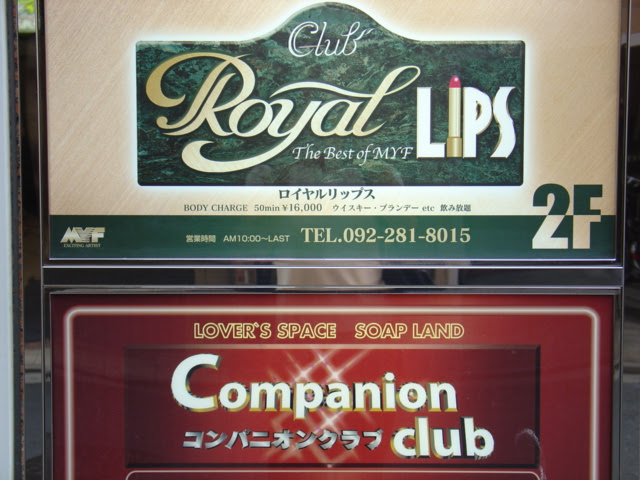 Club
Royal LIPS
The Best of MYF
ロイヤルリップス
BODY CHARGE 50min ¥16,000 ウイスキー・ブランデー etc 飲み放題
2F
MYF
EXCITING ARTIST
営業時間 AM10:00〜LAST TEL.092-281-8015
LOVER'S SPACE SOAP LAND
Companion
コンパニオンクラブ club